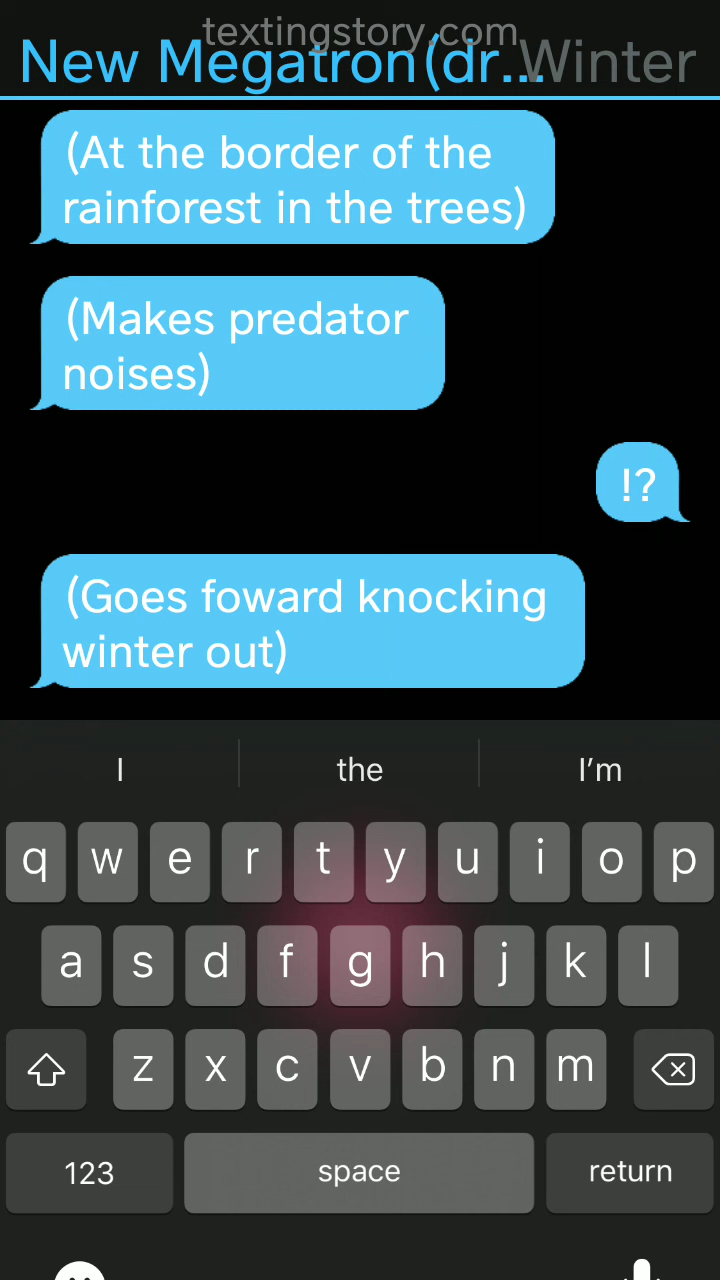 textingstory.com
New Megatron(dr...
Winter
(At the border of the
rainforest in the trees)
(Makes predator
noises)
!?
(Goes foward knocking
winter out)
I the I'm
q w e r t y u i o p
a s d f g h j k l
z x c v b n m
123 space return